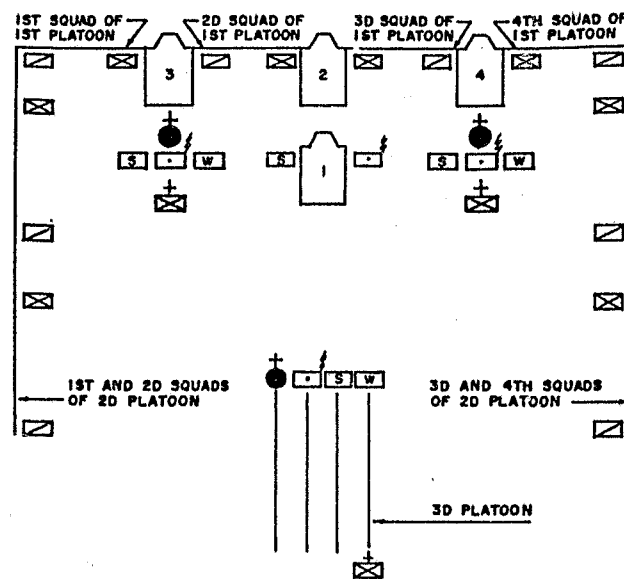 1ST SQUAD OF
1ST PLATOON
2D SQUAD OF
1ST PLATOON
3D SQUAD OF
1ST PLATOON
4TH SQUAD OF
1ST PLATOON
3
2
4
S
W
S
1
S
W
S
W
1ST AND 2D SQUADS
OF 2D PLATOON
3D AND 4TH SQUADS
OF 2D PLATOON
3D PLATOON